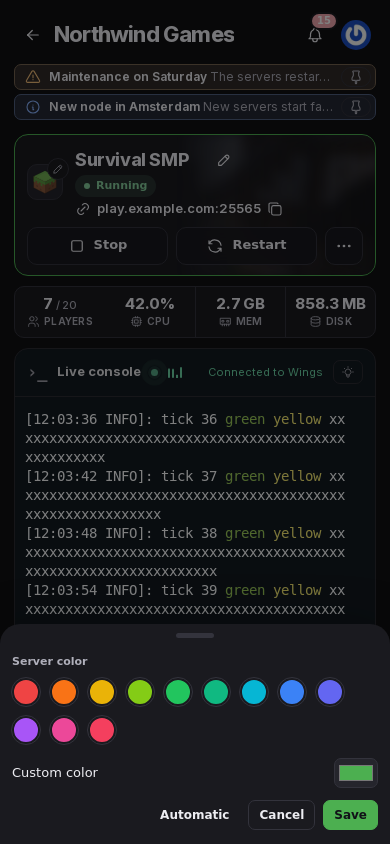 Northwind Games
15
Maintenance on Saturday The servers restar…
New node in Amsterdam New servers start fa…
Survival SMP
Running
play.example.com:25565
Stop
Restart
7 / 20
PLAYERS
42.0%
CPU
2.7 GB
MEM
858.3 MB
DISK
Live console
Connected to Wings
[12:03:36 INFO]: tick 36 green yellow xx
xxxxxxxxxxxxxxxxxxxxxxxxxxxxxxxxxxxxxxxx
xxxxxxxxxx
[12:03:42 INFO]: tick 37 green yellow xx
xxxxxxxxxxxxxxxxxxxxxxxxxxxxxxxxxxxxxxxx
xxxxxxxxxxxxxxxxx
[12:03:48 INFO]: tick 38 green yellow xx
xxxxxxxxxxxxxxxxxxxxxxxxxxxxxxxxxxxxxxxx
xxxxxxxxxxxxxxxxxxxxxxxx
[12:03:54 INFO]: tick 39 green yellow xx
xxxxxxxxxxxxxxxxxxxxxxxxxxxxxxxxxxxxxxxx
Server color
Custom color
Automatic
Cancel
Save